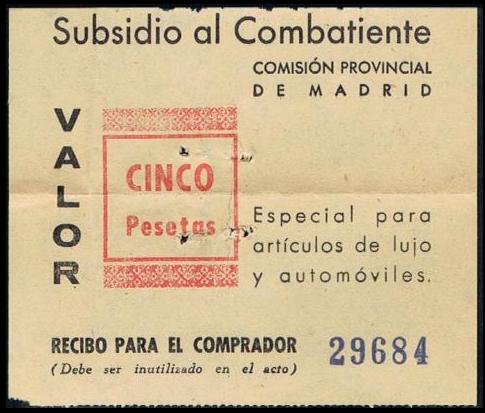 Subsidio al Combatiente
COMISIÓN PROVINCIAL
DE MADRID
VALOR
CINCO
Pesetas
Especial para
artículos de lujo
y automóviles.
RECIBO PARA EL COMPRADOR
(Debe ser inutilizado en el acto)
29684